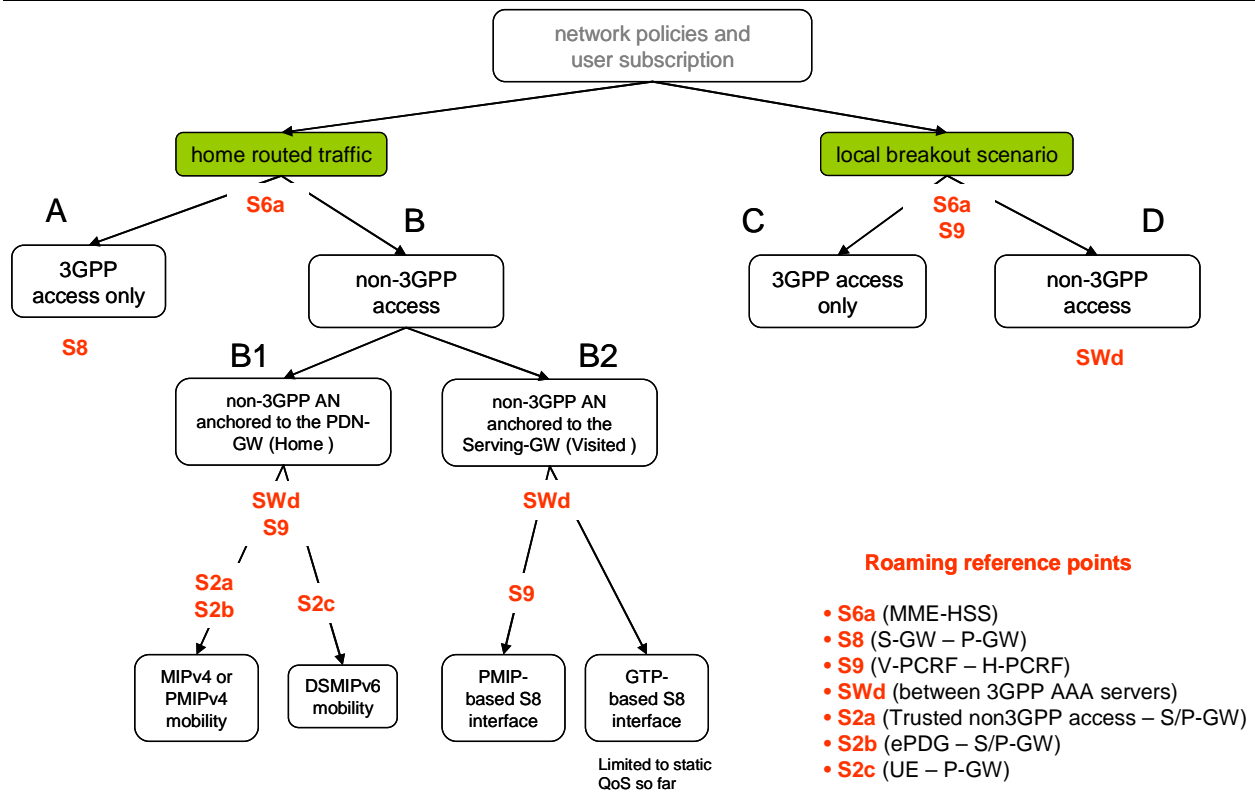 network policies and
user subscription
home routed traffic
local breakout scenario
S6a
S6a
S9
A
B
C
D
3GPP
access only
non-3GPP
access
3GPP access
only
non-3GPP
access
S8
SWd
B1
B2
non-3GPP AN
anchored to the PDN-
GW (Home )
non-3GPP AN
anchored to the
Serving-GW (Visited )
SWd
S9
SWd
S2a
S2b
S2c
S9
MIPv4 or
PMIPv4
mobility
DSMIPv6
mobility
PMIP-
based S8
interface
GTP-
based S8
interface
Limited to static
QoS so far
Roaming reference points
• S6a (MME-HSS)
• S8 (S-GW – P-GW)
• S9 (V-PCRF – H-PCRF)
• SWd (between 3GPP AAA servers)
• S2a (Trusted non3GPP access – S/P-GW)
• S2b (ePDG – S/P-GW)
• S2c (UE – P-GW)